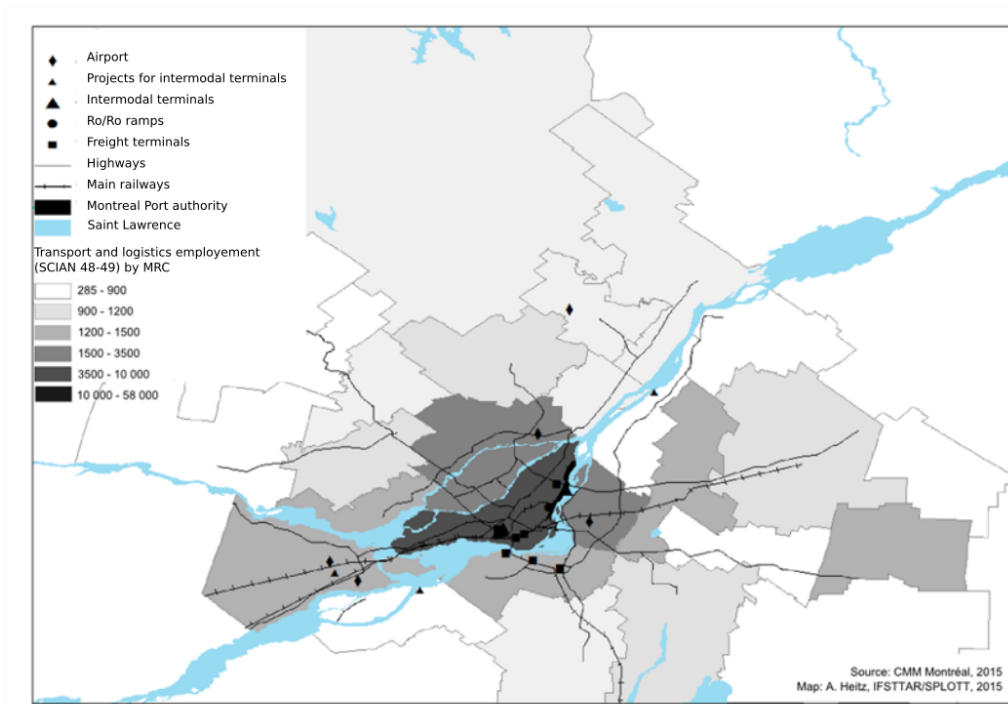 Airport
Projects for intermodal terminals
Intermodal terminals
Ro/Ro ramps
Freight terminals
Highways
Main railways
Montreal Port authority
Saint Lawrence
Transport and logistics employement
(SCIAN 48-49) by MRC
285 - 900
900 - 1200
1200 - 1500
1500 - 3500
3500 - 10 000
10 000 - 58 000
Source: CMM Montréal, 2015
Map: A. Heitz, IFSTTAR/SPLOTT, 2015